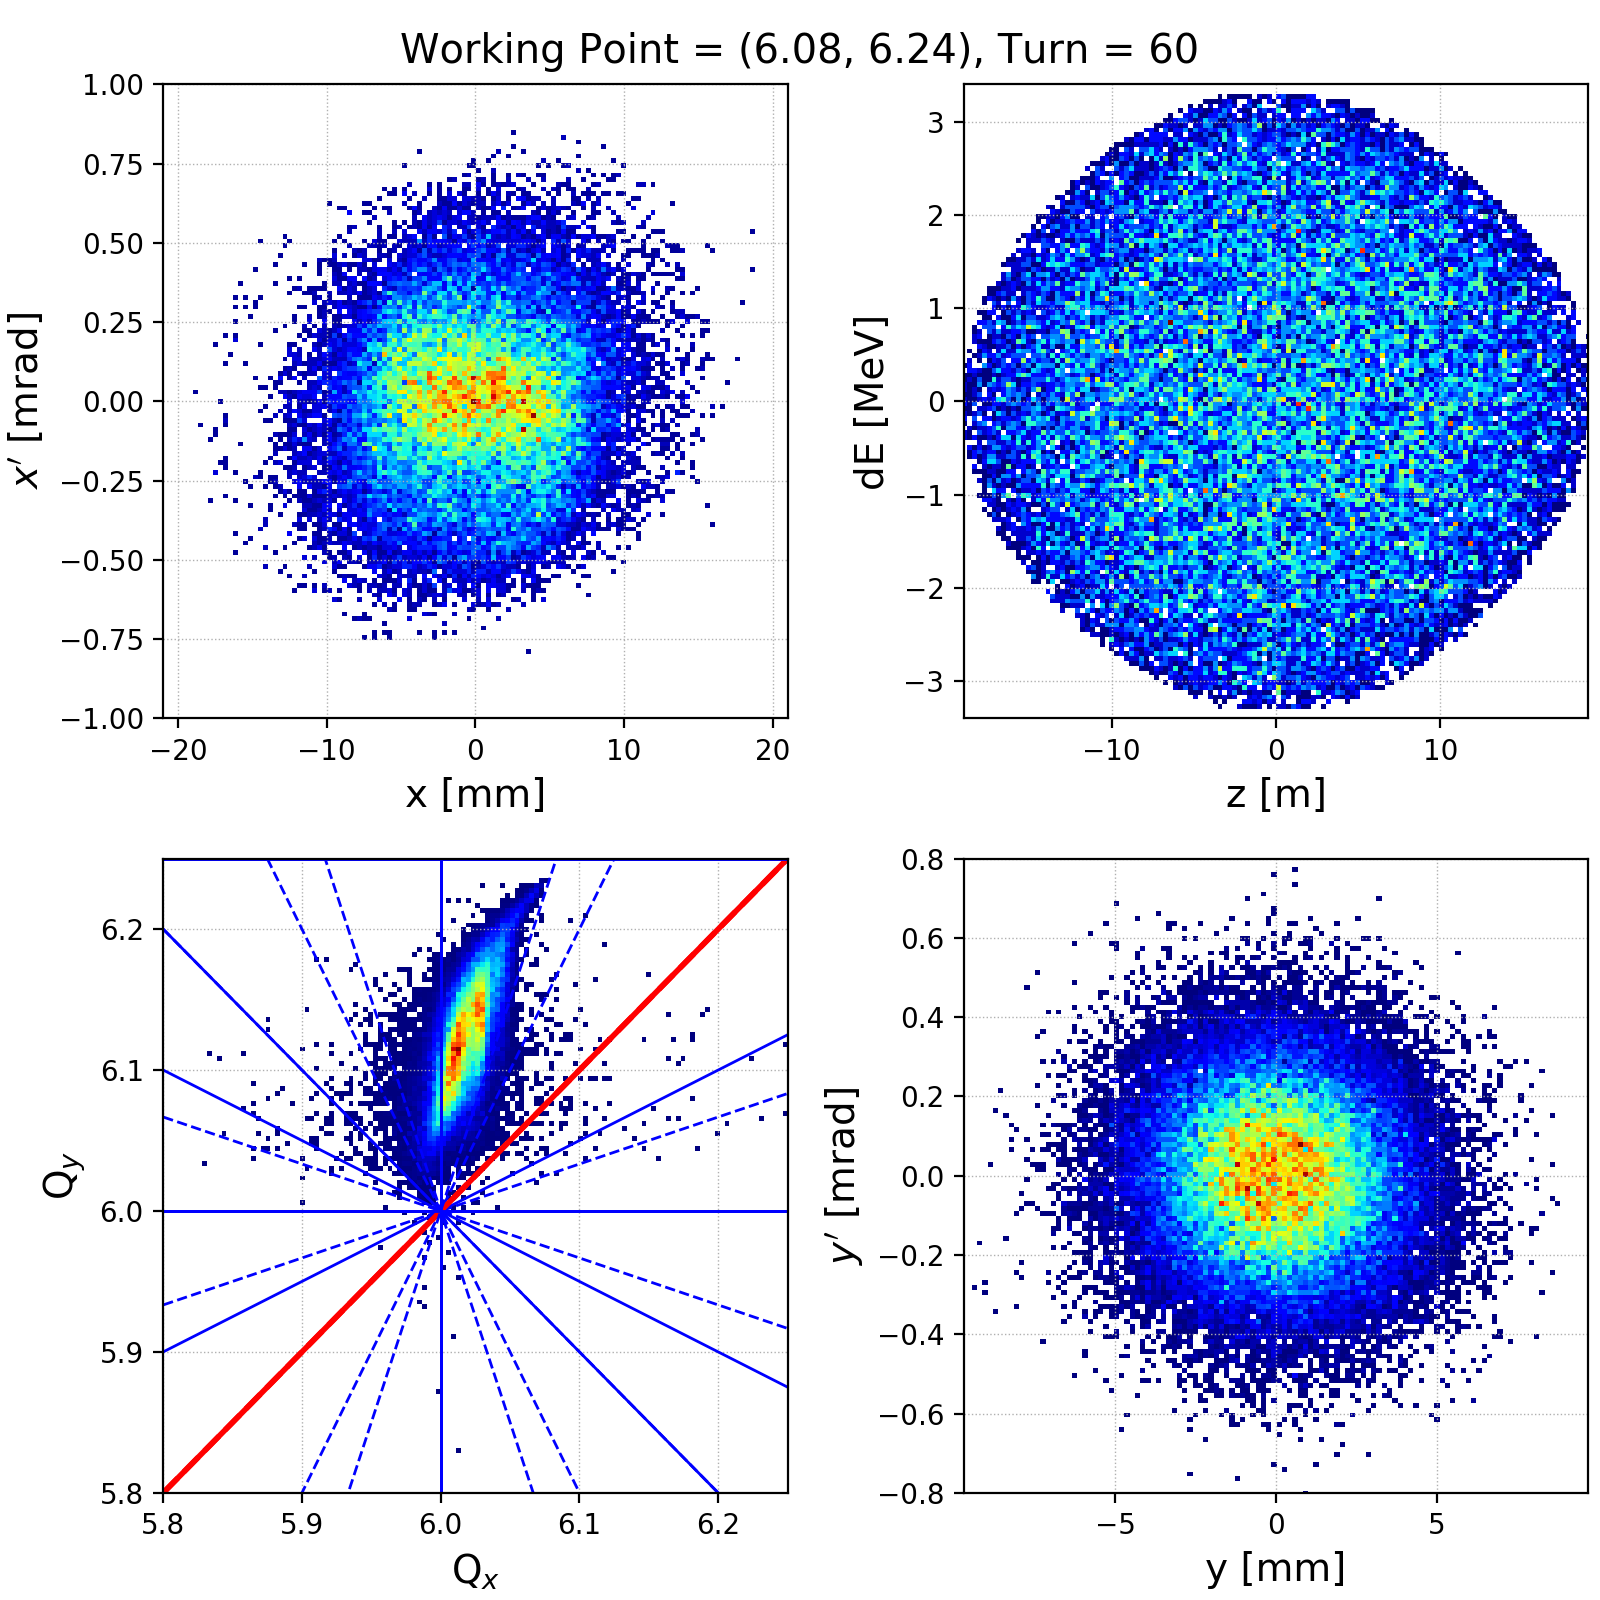 Working Point = (6.08, 6.24), Turn = 60
1.00
0.75
0.50
0.25
0.00
−0.25
−0.50
−0.75
−1.00
x′ [mrad]
−20 −10 0 10 20
x [mm]
3
2
1
0
−1
−2
−3
dE [MeV]
−10 0 10
z [m]
6.2
6.1
6.0
5.9
5.8
Qy
5.8 5.9 6.0 6.1 6.2
Qx
0.8
0.6
0.4
0.2
0.0
−0.2
−0.4
−0.6
−0.8
y′ [mrad]
−5 0 5
y [mm]